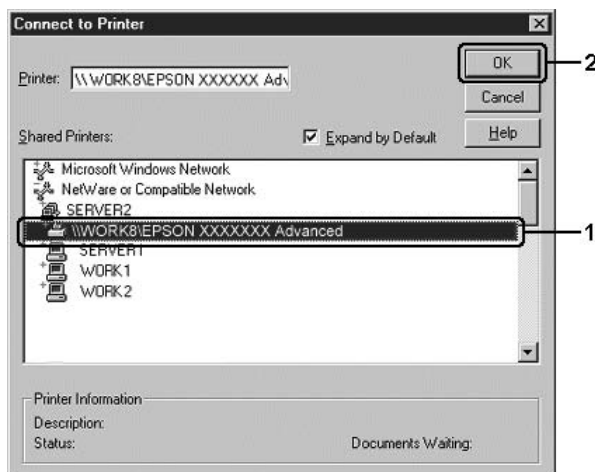 Connect to Printer
Printer: \\WORK8\EPSON XXXXXX Adv
OK
2
Cancel
Shared Printers:
Expand by Default
Help
Microsoft Windows Network
NetWare or Compatible Network
SERVER2
\\WORK8\EPSON XXXXXXX Advanced
1
SERVER1
WORK1
WORK2
Printer Information
Description:
Status:
Documents Waiting: